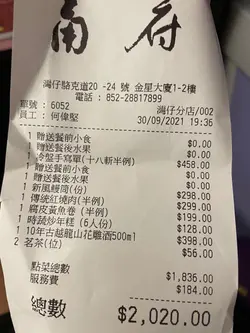 南府
灣仔駱克道20 -24 號 金星大廈1-2樓
電話 : 852-28817899
灣仔分店/002
單號 : 6052
30/09/2021 19:36
員工 : 何偉堅
1 贈送餐前小食 $0.00
1 贈送餐後水果 $0.00
1 冷盤手寫單(十八斬半例) $458.00
1 贈送餐前小食 $0.00
1 贈送餐後水果 $0.00
1 新風鰻筒(份) $298.00
1 傳統紅燒肉(半例) $299.00
1 腐皮黃魚卷 (半例) $199.00
1 時蔬炒年糕 (6人份) $128.00
1 10年古越龍山花雕酒500ml $398.00
2 茗茶(位) $56.00
點菜總數 $1,836.00
服務費 $184.00
總數 $2,020.00